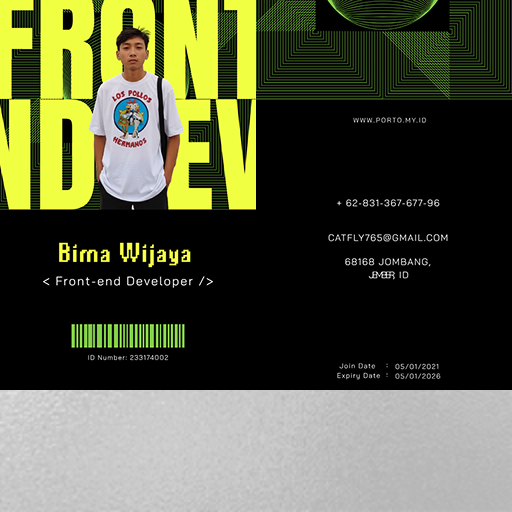 FRONT
ND EV
LOS POLLOS
HERMANOS
Bima Wijaya
< Front-end Developer />
ID Number: 233174002
WWW.PORTO.MY.ID
+ 62-831-367-677-96
CATFLY765@GMAIL.COM
68168 JOMBANG,
JEMBER, ID
Join Date : 05/01/2021
Expiry Date : 05/01/2026